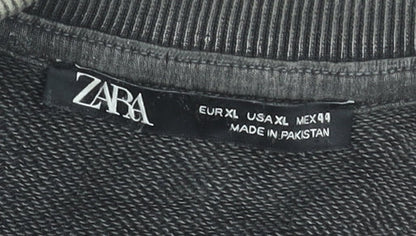 ZARA
EUR XL USA XL MEX 44
MADE IN PAKISTAN